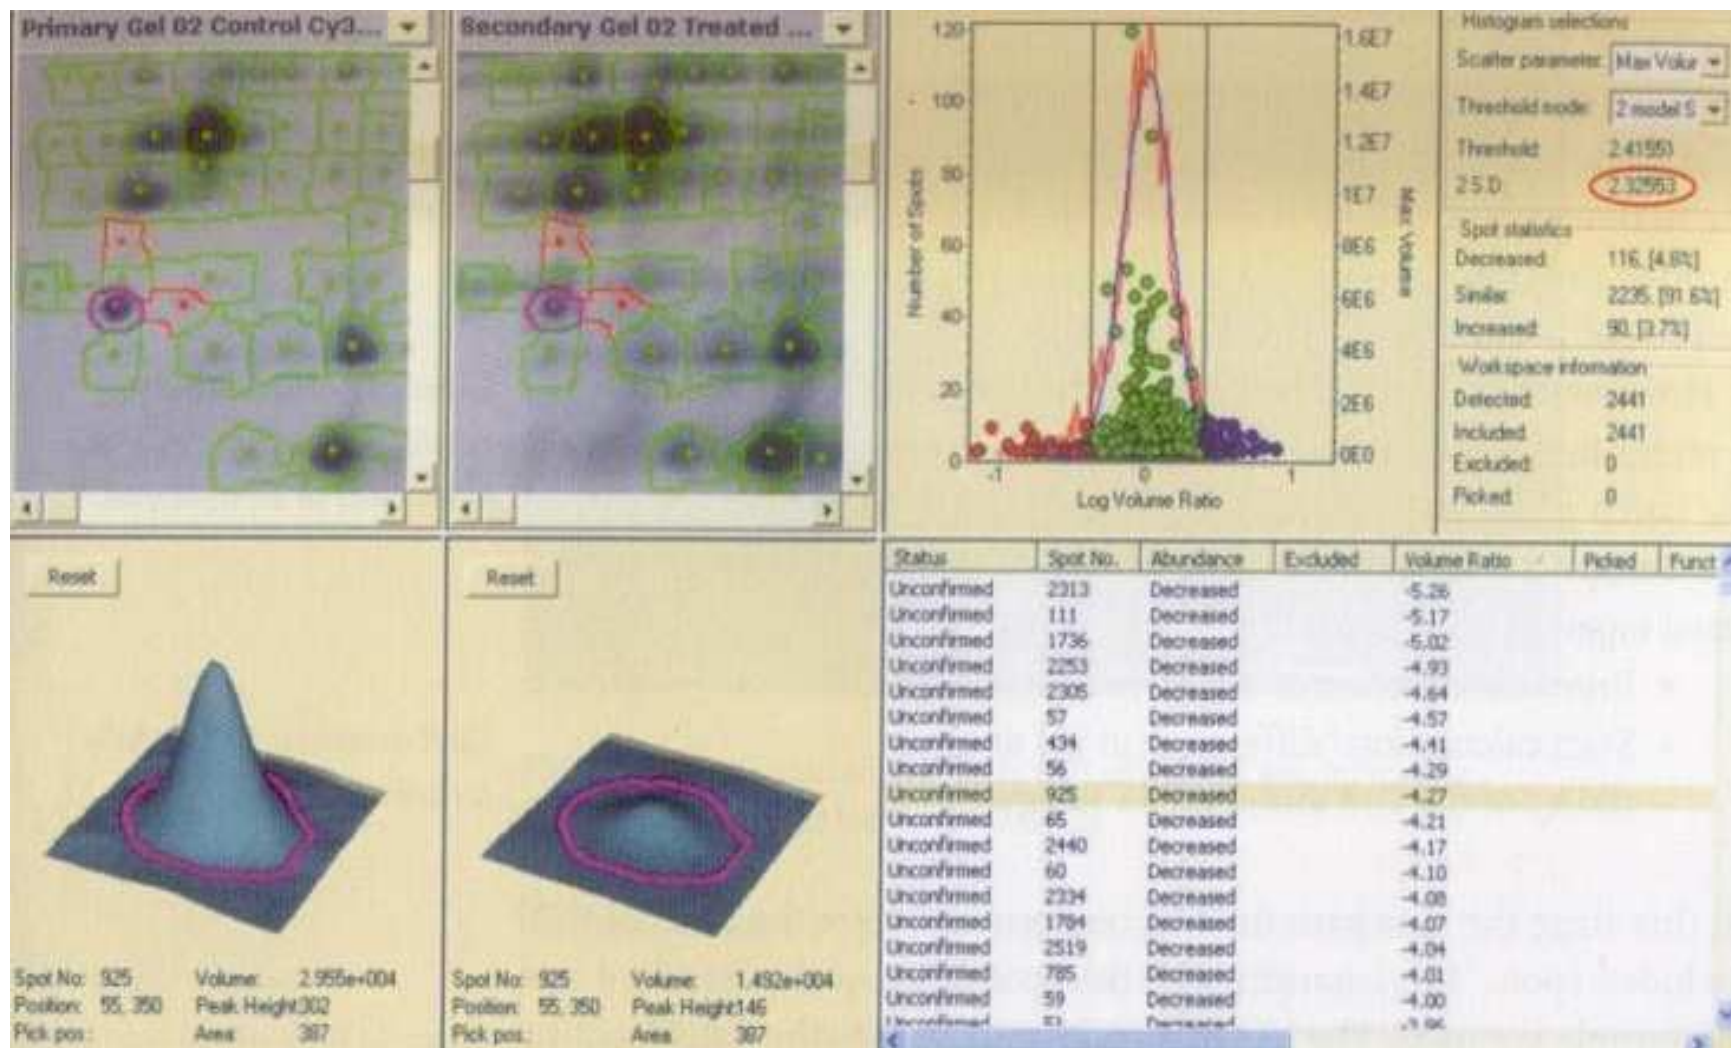 Primary Gel 02 Control Cy3...
Secondary Gel 02 Treated ...
120
100
80
60
40
20
0
Number of Spots
-1
0
1
Log Volume Ratio
1.6E7
1.4E7
1.2E7
1E7
8E6
6E6
4E6
2E6
0E0
Max Volume
Histogram selections
Scatter parameter: Max Volur
Threshold mode: 2 model S
Threshold: 2.41553
2 S.D. 2.32553
Spot statistics
Decreased: 116, [4.8%]
Similar: 2235, [91.6%]
Increased: 90, [3.7%]
Workspace information
Detected: 2441
Included: 2441
Excluded: 0
Picked: 0
Reset
Spot No: 925 Volume: 2.955e+004
Position: 55, 350 Peak Height:302
Pick pos.: Area: 387
Reset
Spot No: 925 Volume: 1.492e+004
Position: 55, 350 Peak Height:146
Pick pos.: Area: 387
Status Spot No. Abundance Excluded Volume Ratio Picked Funct
Unconfirmed 2313 Decreased -5.26
Unconfirmed 111 Decreased -5.17
Unconfirmed 1736 Decreased -5.02
Unconfirmed 2253 Decreased -4.93
Unconfirmed 2305 Decreased -4.64
Unconfirmed 57 Decreased -4.57
Unconfirmed 434 Decreased -4.41
Unconfirmed 56 Decreased -4.29
Unconfirmed 925 Decreased -4.27
Unconfirmed 65 Decreased -4.21
Unconfirmed 2440 Decreased -4.17
Unconfirmed 60 Decreased -4.10
Unconfirmed 2334 Decreased -4.08
Unconfirmed 1784 Decreased -4.07
Unconfirmed 2519 Decreased -4.04
Unconfirmed 785 Decreased -4.01
Unconfirmed 59 Decreased -4.00
Unconfirmed 51 Decreased